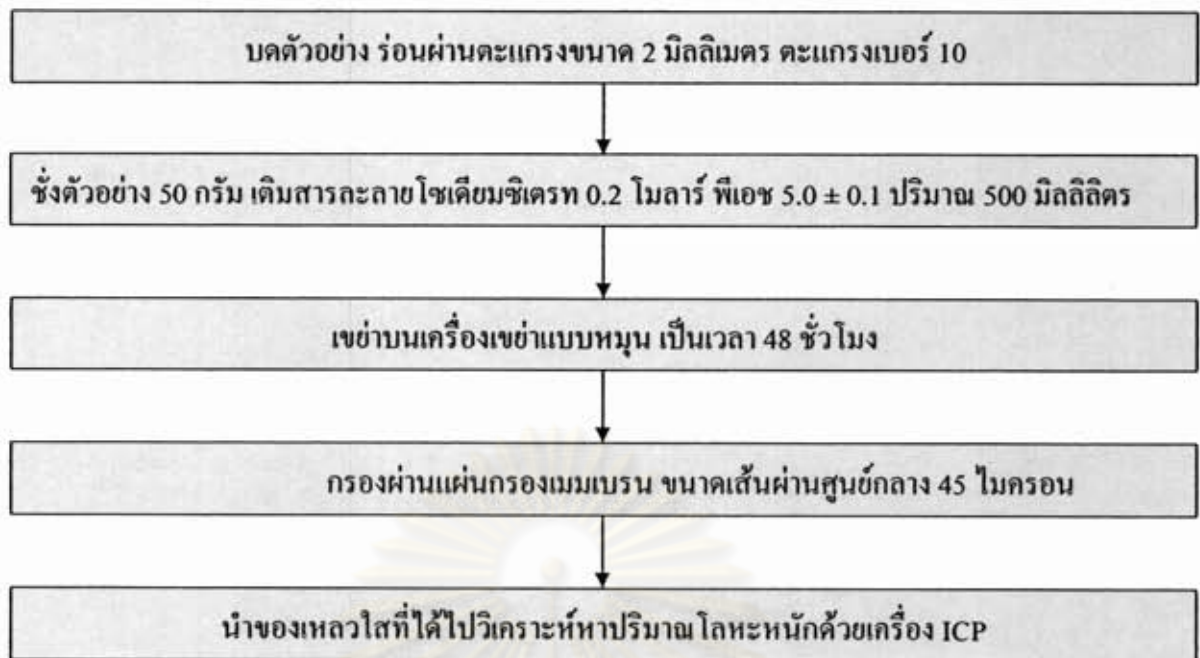 บดตัวอย่าง ร่อนผ่านตะแกรงขนาด 2 มิลลิเมตร ตะแกรงเบอร์ 10
ชั่งตัวอย่าง 50 กรัม เติมสารละลายโซเดียมซิเตรท 0.2 โมลาร์ พีเอช 5.0 ± 0.1 ปริมาณ 500 มิลลิลิตร
เขย่าบนเครื่องเขย่าแบบหมุน เป็นเวลา 48 ชั่วโมง
กรองผ่านแผ่นกรองเมมเบรน ขนาดเส้นผ่านศูนย์กลาง 45 ไมครอน
นำของเหลวใสที่ได้ไปวิเคราะห์หาปริมาณโลหะหนักด้วยเครื่อง ICP